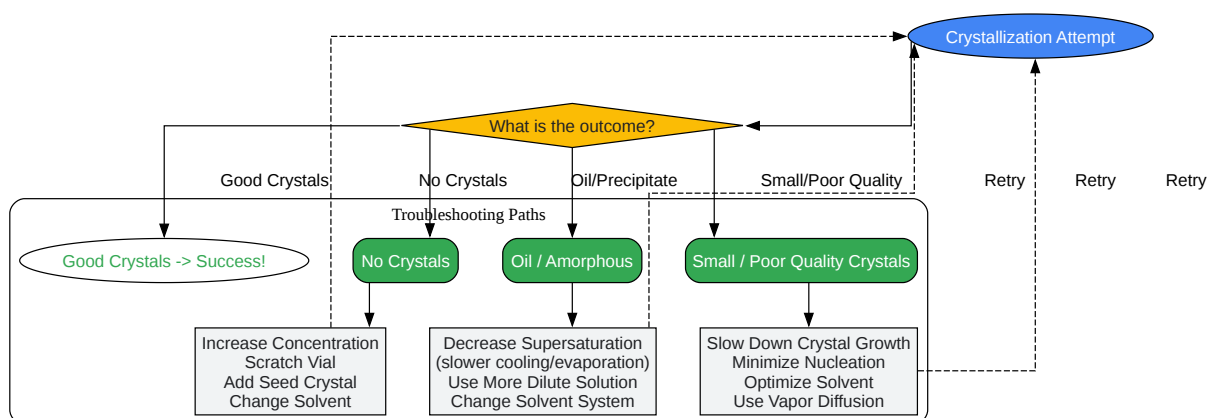 Crystallization Attempt
What is the outcome?
Good Crystals
No Crystals
Oil/Precipitate
Small/Poor Quality
Retry
Retry
Retry
Troubleshooting Paths
Good Crystals -> Success!
No Crystals
Oil / Amorphous
Small / Poor Quality Crystals
Increase Concentration
Scratch Vial
Add Seed Crystal
Change Solvent
Decrease Supersaturation
(slower cooling/evaporation)
Use More Dilute Solution
Change Solvent System
Slow Down Crystal Growth
Minimize Nucleation
Optimize Solvent
Use Vapor Diffusion